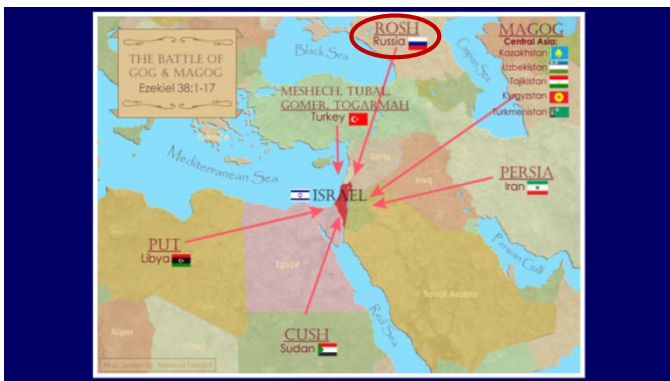 THE BATTLE OF
GOG & MAGOG
Ezekiel 38:1-17
Black Sea
ROSH
Russia
Caspian Sea
MAGOG
Central Asia:
Kazakhstan
Uzbekistan
Tajikistan
Kyrgyzstan
Turkmenistan
MESHECH, TUBAL,
GOMER, TOGARMAH
Turkey
Mediterranean Sea
Syria
Iraq
PERSIA
Iran
ISRAEL
PUT
Libya
Egypt
Persian Gulf
Saudi Arabia
Red Sea
Niger
Chad
CUSH
Sudan